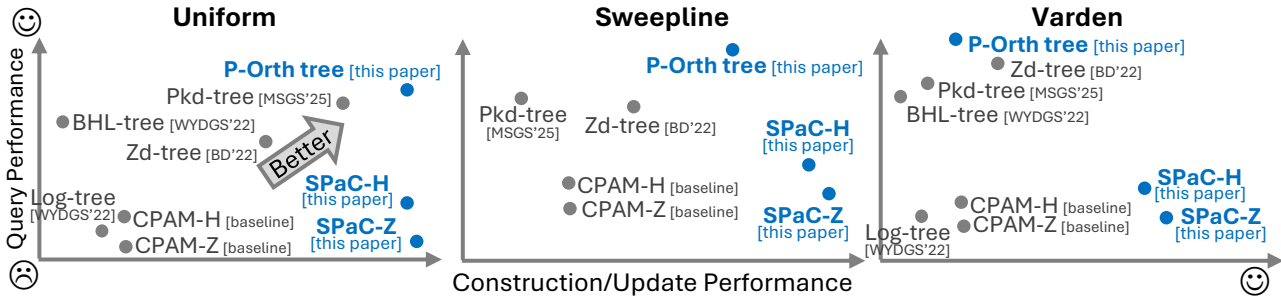 Uniform
Sweepline
Varden
Query Performance
P-Orth tree [this paper]
Pkd-tree [MSGS'25]
BHL-tree [WYDGS'22]
Zd-tree [BD'22]
Better
SPaC-H
[this paper]
Log-tree
[WYDGS'22]
CPAM-H [baseline]
SPaC-Z
[this paper]
CPAM-Z [baseline]
P-Orth tree [this paper]
Pkd-tree
[MSGS'25]
Zd-tree [BD'22]
SPaC-H
[this paper]
CPAM-H [baseline]
CPAM-Z [baseline]
SPaC-Z
[this paper]
P-Orth tree [this paper]
Zd-tree [BD'22]
Pkd-tree [MSGS'25]
BHL-tree [WYDGS'22]
SPaC-H
[this paper]
CPAM-H [baseline]
SPaC-Z
[this paper]
CPAM-Z [baseline]
Log-tree
[WYDGS'22]
Construction/Update Performance